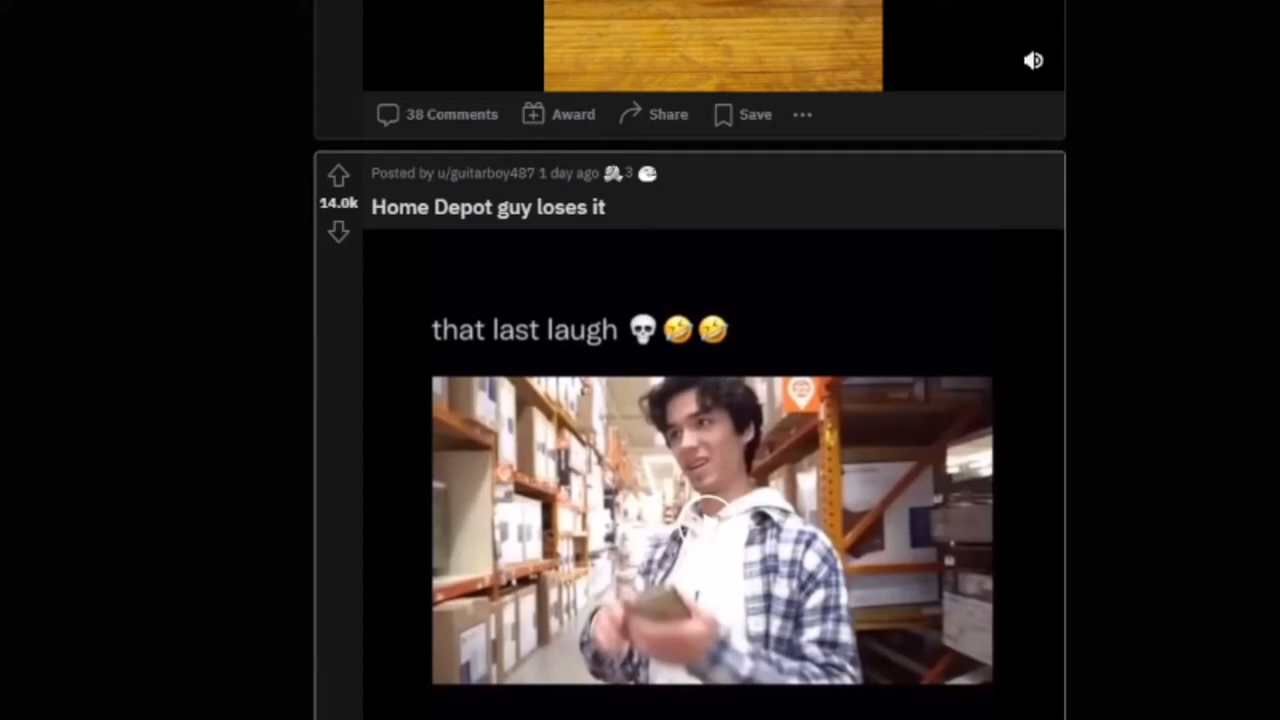 38 Comments Award Share Save
Posted by u/guitarboy487 1 day ago 3
14.0k
Home Depot guy loses it
that last laugh 💀🤣🤣